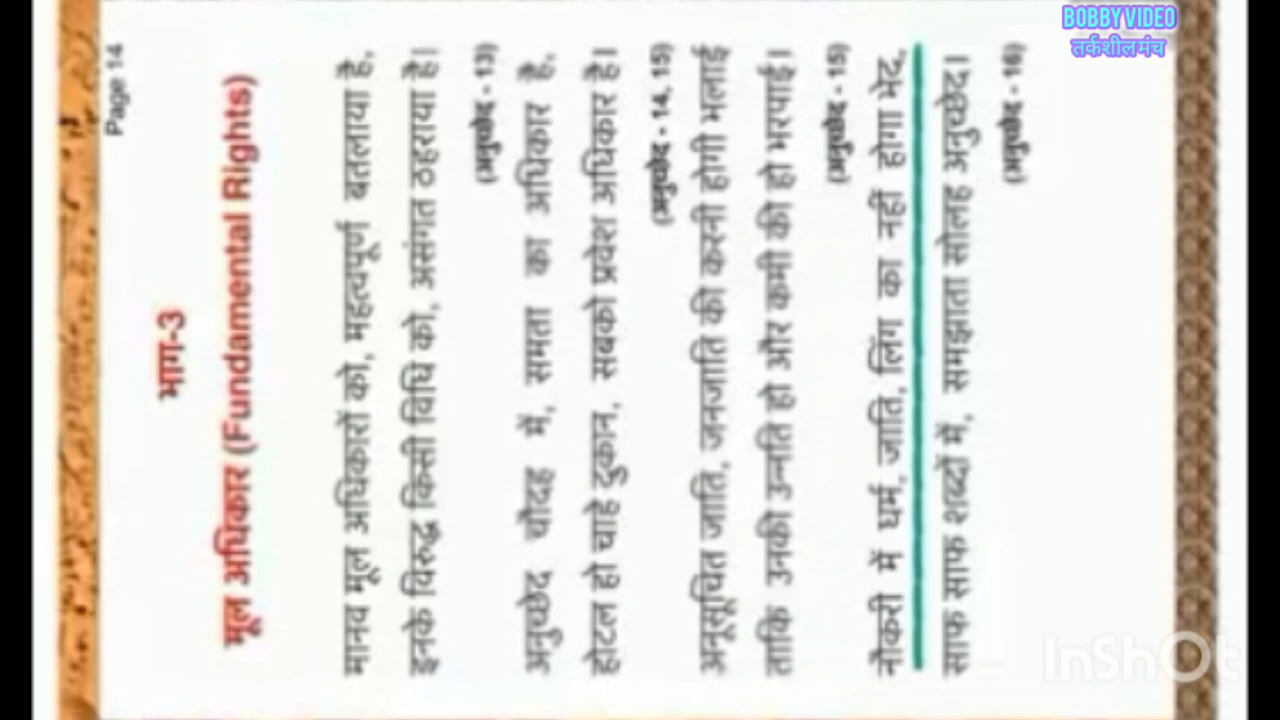 Page 14
भाग-3
मूल अधिकार (Fundamental Rights)
मानव मूल अधिकारों को, महत्वपूर्ण बतलाया है,
इनके विरुद्ध किसी विधि को, असंगत ठहराया है।
(अनुच्छेद - 13)
अनुच्छेद चौदह में, समता का अधिकार है,
होटल हो चाहे दुकान, सबको प्रवेश अधिकार है।
(अनुच्छेद - 14, 15)
अनूसूचित जाति, जनजाति की करनी होगी भलाई
ताकि उनकी उन्नति हो और कमी की हो भरपाई।
(अनुच्छेद - 15)
नौकरी में धर्म, जाति, लिंग का नहीं होगा भेद,
साफ साफ शब्दों में, समझाता सोलह अनुच्छेद।
(अनुच्छेद - 16)
BOBBY VIDEO
तर्कशील मंच
InShOt